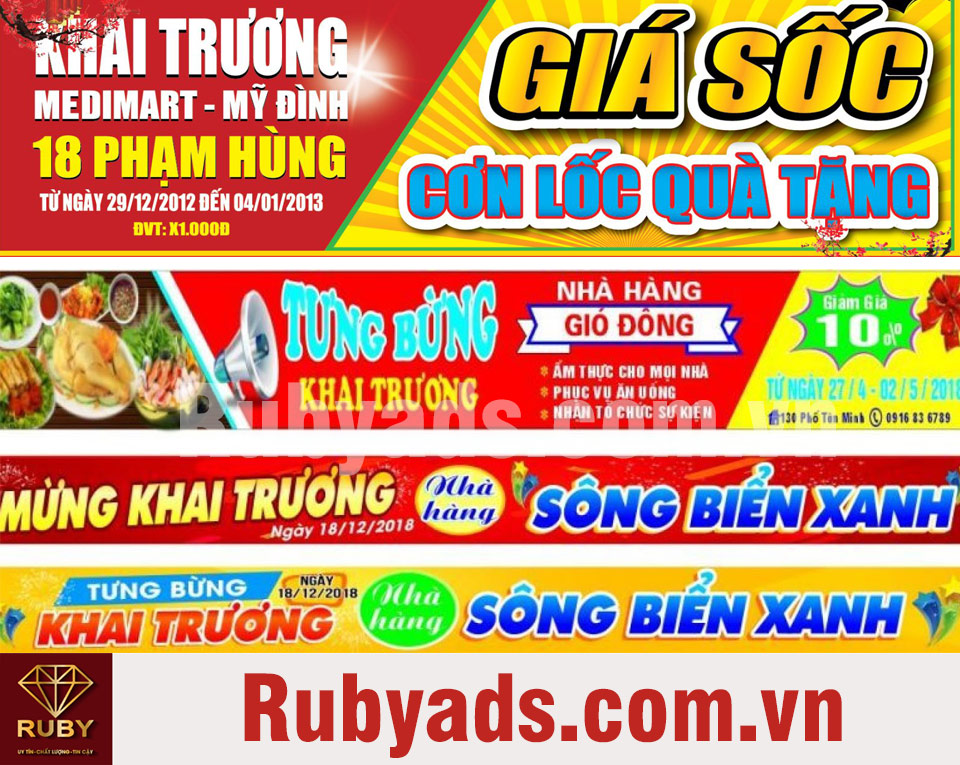 KHAI TRƯƠNG
MEDIMART - MỸ ĐÌNH
18 PHẠM HÙNG
TỪ NGÀY 29/12/2012 ĐẾN 04/01/2013
ĐVT: X1.000Đ
GIÁ SỐC
CƠN LỐC QUÀ TẶNG
TƯNG BỪNG
KHAI TRƯƠNG
NHÀ HÀNG
GIÓ ĐÔNG
* ẨM THỰC CHO MỌI NHÀ
* PHỤC VỤ ĂN UỐNG
* NHẬN TỔ CHỨC SỰ KIỆN
Giảm Giá
10%
TỪ NGÀY 27/4 - 02/5/2018
130 Phố Tôn Minh 0916 83 6789
Rubyads.com.vn
MỪNG KHAI TRƯƠNG
Ngày 18/12/2018
Nhà
hàng
SÔNG BIỂN XANH
TƯNG BỪNG
KHAI TRƯƠNG
NGÀY
18/12/2018
Nhà
hàng
SÔNG BIỂN XANH
RUBY
UY TÍN - CHẤT LƯỢNG - TIN CẬY
Rubyads.com.vn